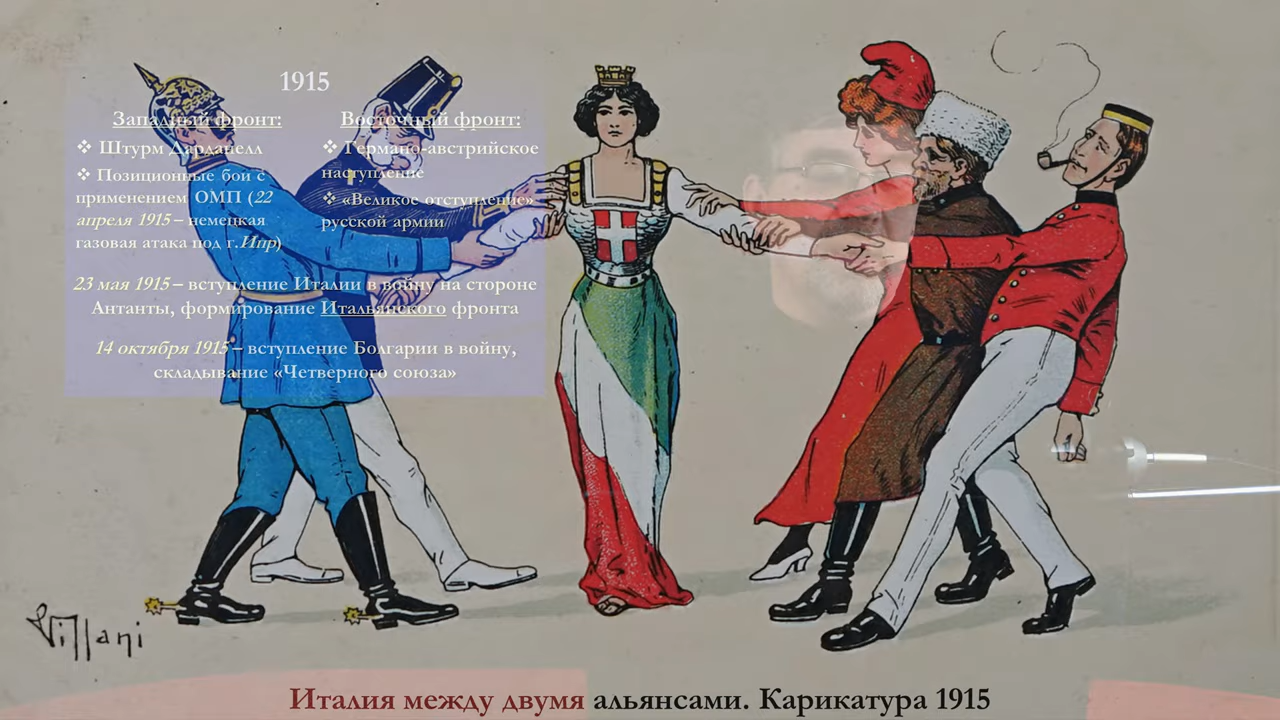 1915
Западный фронт:
❖ Штурм Дарданелл
❖ Позиционные бои с
применением ОМП (22
апреля 1915 – немецкая
газовая атака под г.Ипр)
Восточный фронт:
❖ Германо-австрийское
наступление
❖ «Великое отступление»
русской армии
23 мая 1915 – вступление Италии в войну на стороне
Антанты, формирование Итальянского фронта
14 октября 1915 – вступление Болгарии в войну,
складывание «Четверного союза»
Villani
Италия между двумя альянсами. Карикатура 1915